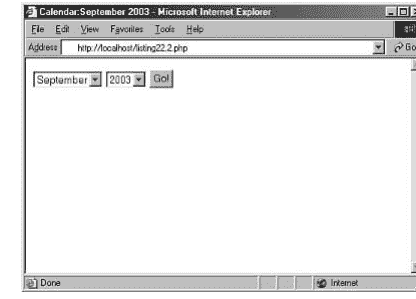 Calendar:September 2003 - Microsoft Internet Explorer
File Edit View Favorites Tools Help
Address http://localhost/listing22.2.php Go
September 2003 Go!
Done Internet